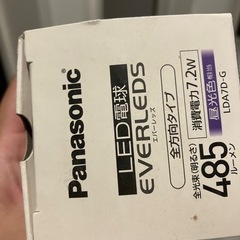 Panasonic
LED電球
EVERLEDS
エバーレッズ
全方向タイプ
消費電力7.2W
昼光色相当
LDA7D-G
全光束(明るさ)
485
ルーメン